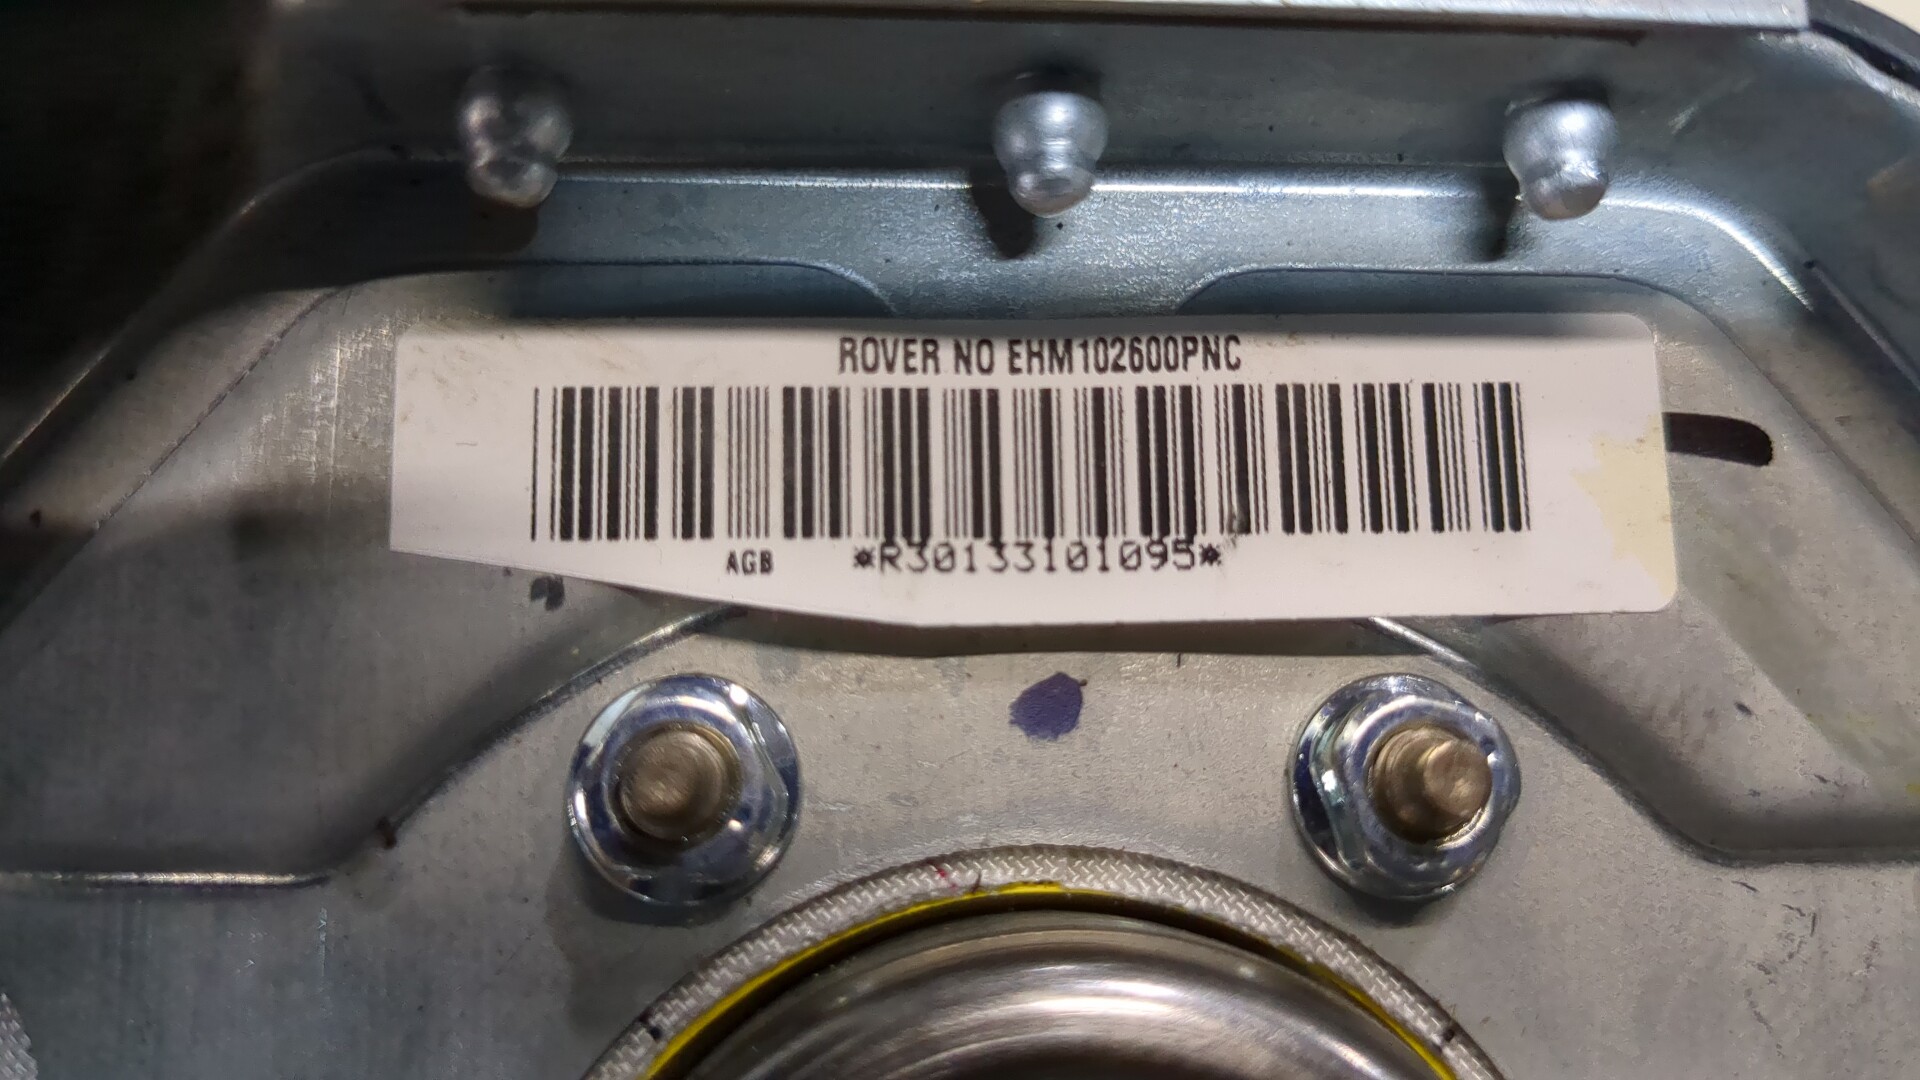 ROVER NO EHM102600PNC
AGB *R30133101095*